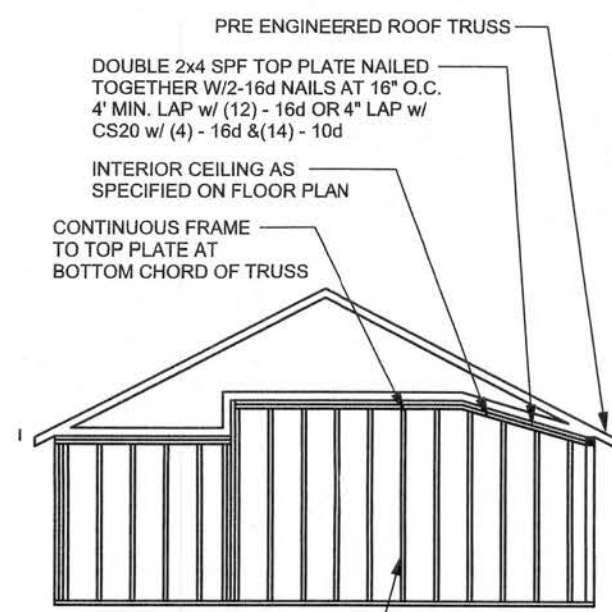 PRE ENGINEERED ROOF TRUSS
DOUBLE 2x4 SPF TOP PLATE NAILED
TOGETHER W/2-16d NAILS AT 16" O.C.
4' MIN. LAP w/ (12) - 16d OR 4" LAP w/
CS20 w/ (4) - 16d &(14) - 10d
INTERIOR CEILING AS
SPECIFIED ON FLOOR PLAN
CONTINUOUS FRAME
TO TOP PLATE AT
BOTTOM CHORD OF TRUSS